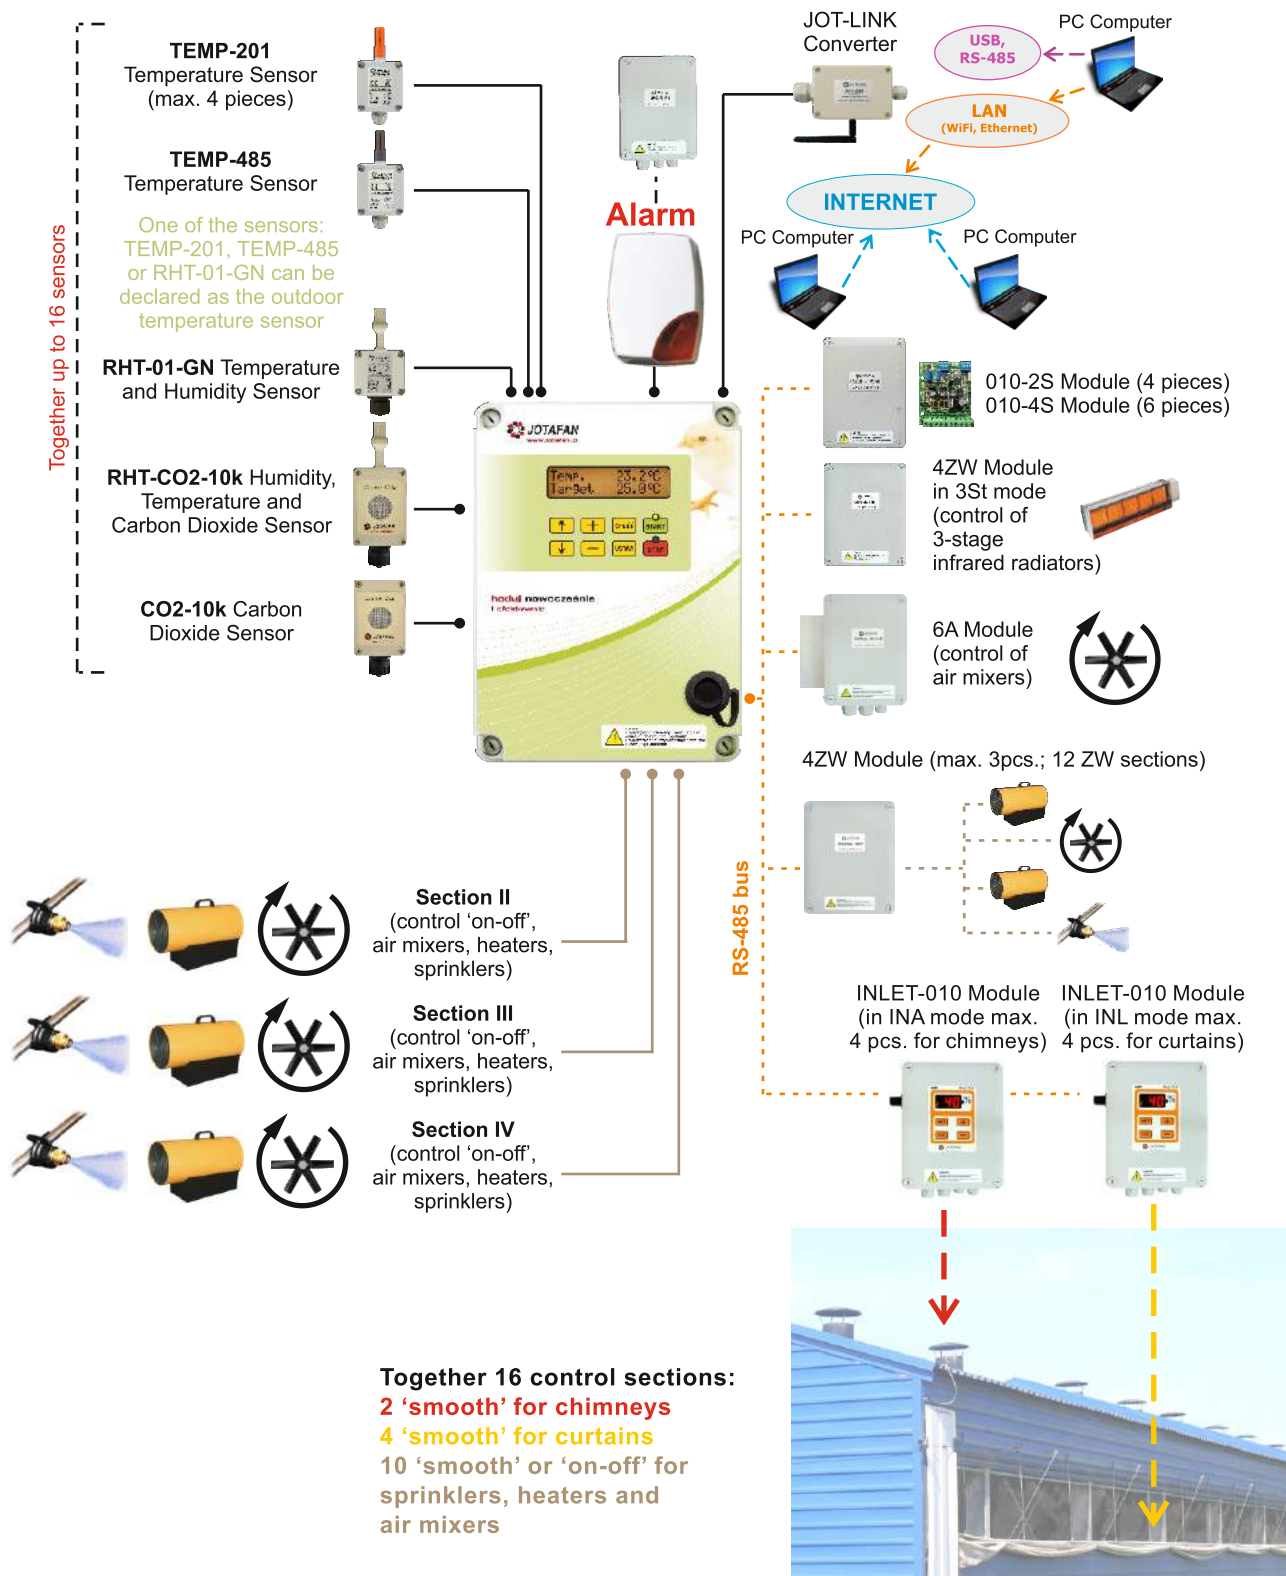 TEMP-201
Temperature Sensor
(max. 4 pieces)
TEMP-485
Temperature Sensor
One of the sensors:
TEMP-201, TEMP-485
or RHT-01-GN can be
declared as the outdoor
temperature sensor
RHT-01-GN Temperature
and Humidity Sensor
RHT-CO2-10k Humidity,
Temperature and
Carbon Dioxide Sensor
CO2-10k Carbon
Dioxide Sensor
Together up to 16 sensors
Alarm
JOT-LINK
Converter
PC Computer
USB,
RS-485
LAN
(WiFi, Ethernet)
INTERNET
PC Computer
PC Computer
JOTAFAN
www.jotafan.pl
Temp. 23.2°C
Target 25.0°C
START
STOP
hoduj nowocześnie
i efektownie
010-2S Module (4 pieces)
010-4S Module (6 pieces)
4ZW Module
in 3St mode
(control of
3-stage
infrared radiators)
6A Module
(control of
air mixers)
4ZW Module (max. 3pcs.; 12 ZW sections)
RS-485 bus
INLET-010 Module
(in INA mode max.
4 pcs. for chimneys)
INLET-010 Module
(in INL mode max.
4 pcs. for curtains)
40 %
40 %
Section II
(control ‘on-off’,
air mixers, heaters,
sprinklers)
Section III
(control ‘on-off’,
air mixers, heaters,
sprinklers)
Section IV
(control ‘on-off’,
air mixers, heaters,
sprinklers)
Together 16 control sections:
2 ‘smooth’ for chimneys
4 ‘smooth’ for curtains
10 ‘smooth’ or ‘on-off’ for
sprinklers, heaters and
air mixers